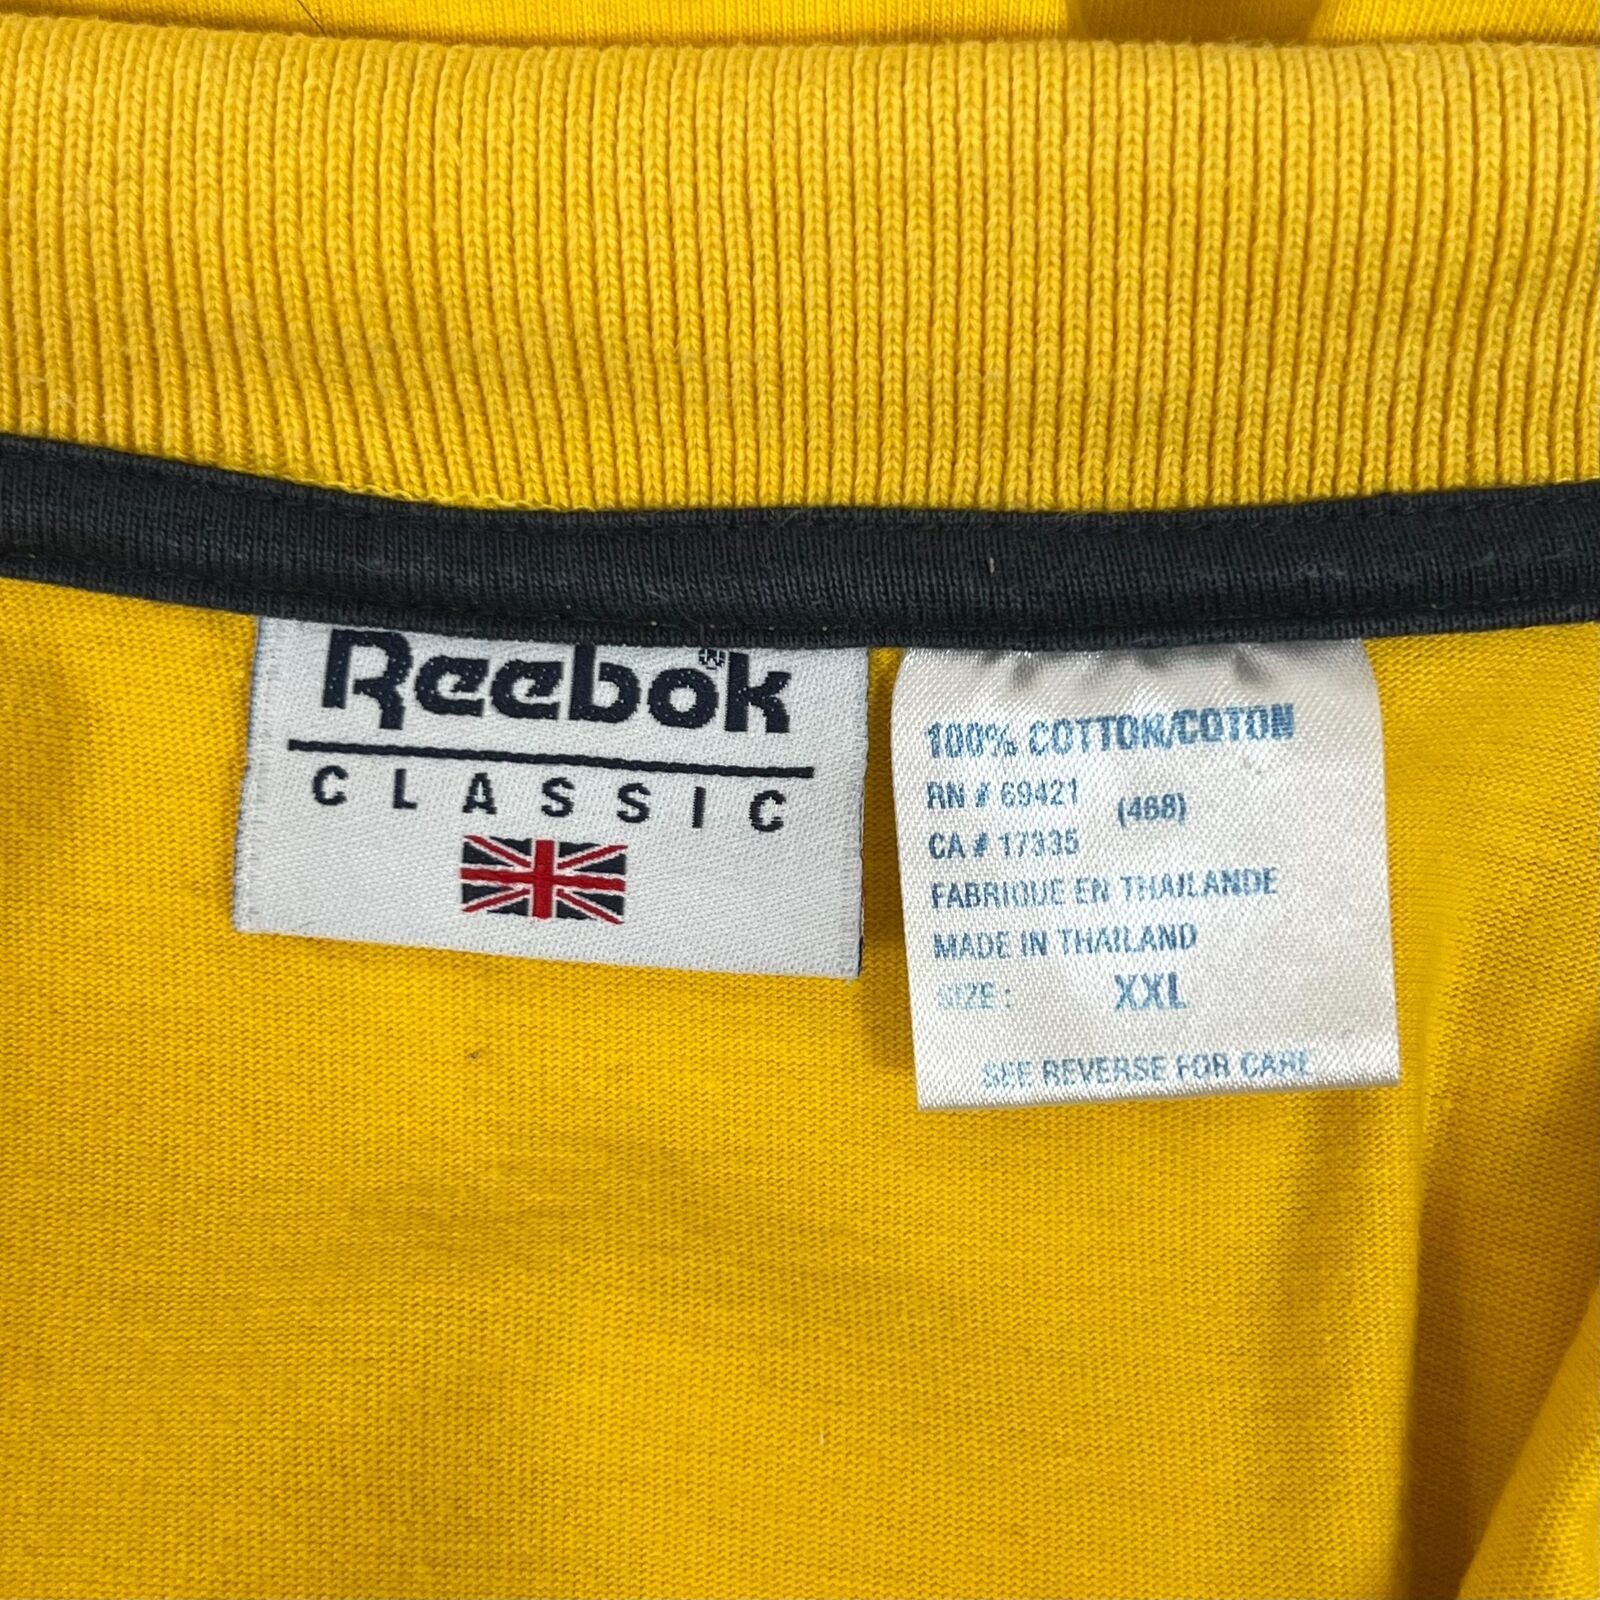 Reebok®
CLASSIC
100% COTTON/COTON
RN # 69421 (468)
CA # 17335
FABRIQUE EN THAILANDE
MADE IN THAILAND
SIZE: XXL
SEE REVERSE FOR CARE